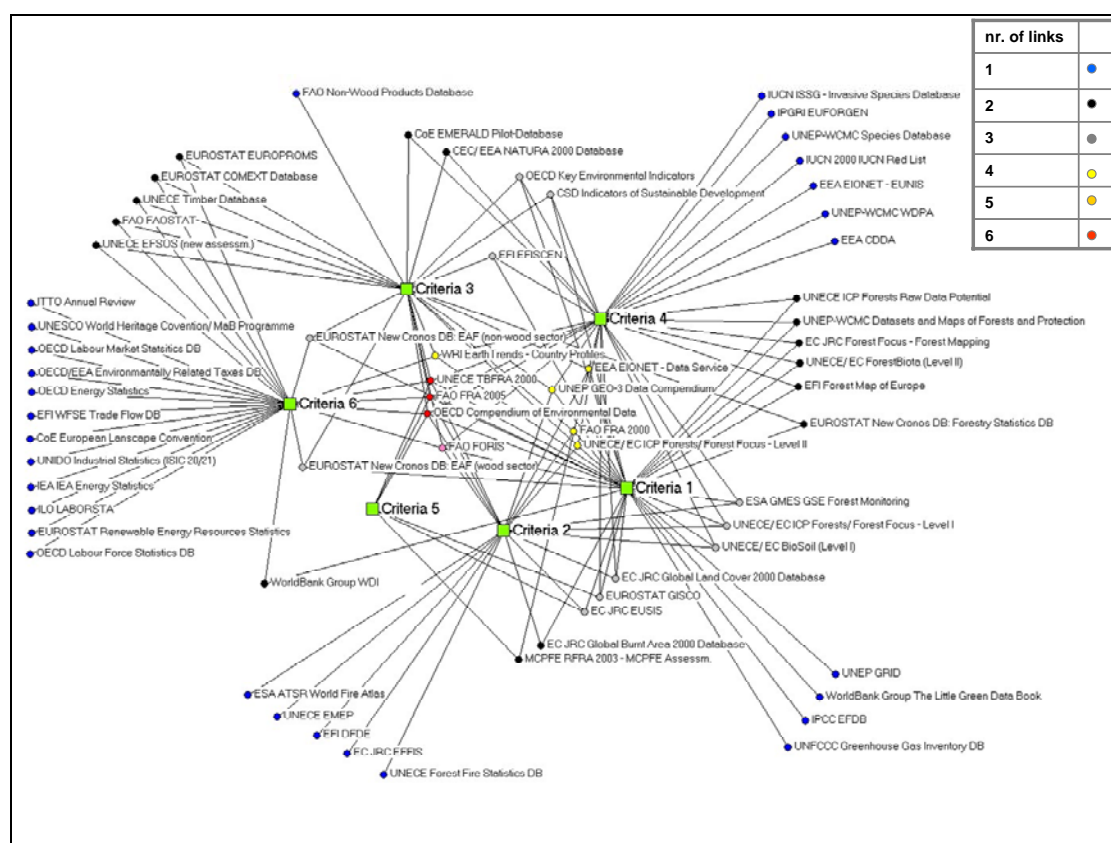 nr. of links
1
2
3
4
5
6
FAO Non-Wood Products Database
IUCN ISSG - Invasive Species Database
IPGRI EUFORGEN
CoE EMERALD Pilot-Database
UNEP-WCMC Species Database
CEC/ EEA NATURA 2000 Database
EUROSTAT EUROPROMS
IUCN 2000 IUCN Red List
EUROSTAT COMEXT Database
OECD Key Environmental Indicators
EEA EIONET - EUNIS
CSD Indicators of Sustainable Development
UNECE Timber Database
UNEP-WCMC WDPA
FAO FAOSTAT
EEA CDDA
UNECE EFSOS (new assessm.)
EFI EFISCEN
Criteria 3
UNECE ICP Forests Raw Data Potential
ITTO Annual Review
Criteria 4
UNEP-WCMC Datasets and Maps of Forests and Protection
UNESCO World Heritage Covention/ MaB Programme
EUROSTAT New Cronos DB: EAF (non-wood sector)
EC JRC Forest Focus - Forest Mapping
OECD Labour Market Statsitics DB
WRI EarthTrends - Country Profiles
UNECE/ EC ForestBiota (Level II)
EEA EIONET - Data Service
OECD/EEA Environmentally Related Taxes DB
UNECE TBFRA 2000
EFI Forest Map of Europe
UNEP GEO-3 Data Compendium
OECD Energy Statistics
FAO FRA 2005
Criteria 6
EFI WFSE Trade Flow DB
OECD Compendium of Environmental Data
EUROSTAT New Cronos DB: Forestry Statistics DB
FAO FRA 2000
CoE European Lanscape Convention
FAO FORIS
UNECE/ EC ICP Forests/ Forest Focus - Level II
UNIDO Industrial Statistics (ISIC 20/21)
EUROSTAT New Cronos DB: EAF (wood sector)
IEA IEA Energy Statistics
Criteria 1
ESA GMES GSE Forest Monitoring
ILO LABORSTA
Criteria 5
UNECE/ EC ICP Forests/ Forest Focus - Level I
EUROSTAT Renewable Energy Resources Statistics
Criteria 2
UNECE/ EC BioSoil (Level I)
OECD Labour Force Statistics DB
EC JRC Global Land Cover 2000 Database
WorldBank Group WDI
EUROSTAT GISCO
EC JRC EUSIS
EC JRC Global Burnt Area 2000 Database
MCPFE RFRA 2003 - MCPFE Assessm.
UNEP GRID
ESA ATSR World Fire Atlas
WorldBank Group The Little Green Data Book
UNECE EMEP
IPCC EFDB
EFI DFDE
UNFCCC Greenhouse Gas Inventory DB
EC JRC EFFIS
UNECE Forest Fire Statistics DB